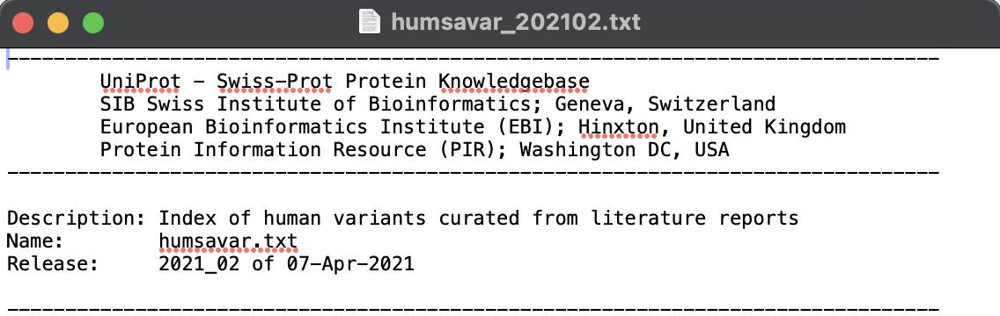 humsavar_202102.txt
--------------------------------------------------------------------------------
UniProt - Swiss-Prot Protein Knowledgebase
SIB Swiss Institute of Bioinformatics; Geneva, Switzerland
European Bioinformatics Institute (EBI); Hinxton, United Kingdom
Protein Information Resource (PIR); Washington DC, USA
--------------------------------------------------------------------------------
Description: Index of human variants curated from literature reports
Name: humsavar.txt
Release: 2021_02 of 07-Apr-2021
--------------------------------------------------------------------------------